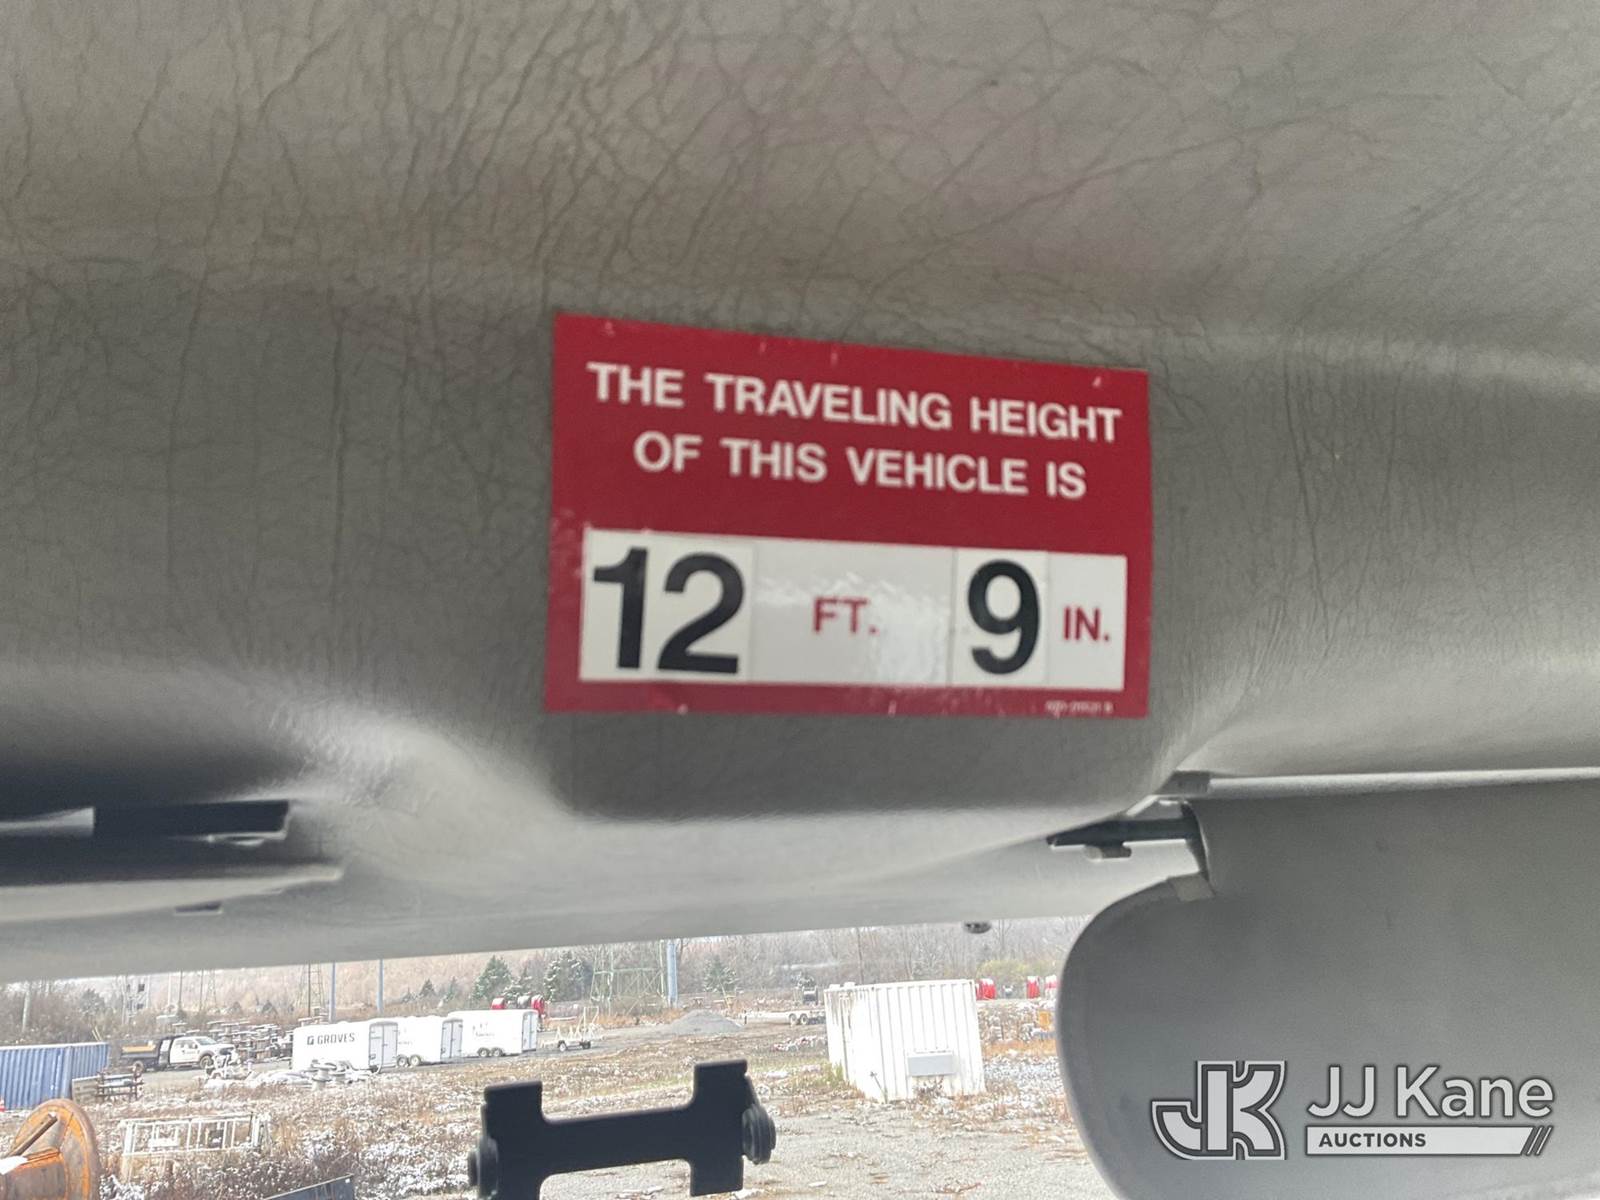 THE TRAVELING HEIGHT
OF THIS VEHICLE IS
12 FT. 9 IN.
GROVES
JJ Kane
AUCTIONS